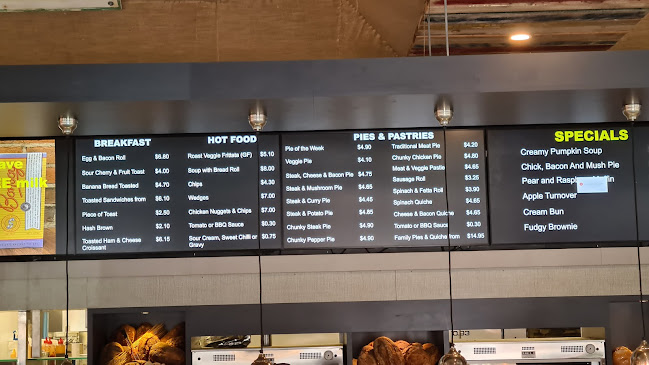 BREAKFAST
Egg & Bacon Roll $6.80
Sour Cherry & Fruit Toast $4.00
Banana Bread Toasted $4.70
Toasted Sandwiches from $6.10
Piece of Toast $2.50
Hash Brown $2.10
Toasted Ham & Cheese $6.15
Croissant
HOT FOOD
Roast Veggie Frittata (GF) $5.10
Soup with Bread Roll $8.00
Chips $4.30
Wedges $7.00
Chicken Nuggets & Chips $7.00
Tomato or BBQ Sauce $0.30
Sour Cream, Sweet Chilli or $0.75
Gravy
PIES & PASTRIES
Pie of the Week $4.90
Veggie Pie $4.10
Steak, Cheese & Bacon Pie $4.75
Steak & Mushroom Pie $4.65
Steak & Curry Pie $4.45
Steak & Potato Pie $4.85
Chunky Steak Pie $4.90
Chunky Pepper Pie $4.90
Traditional Meat Pie $4.20
Chunky Chicken Pie $4.80
Meat & Veggie Pastie $4.65
Sausage Roll $3.25
Spinach & Fetta Roll $3.90
Spinach Quiche $4.65
Cheese & Bacon Quiche $4.65
Tomato or BBQ Sauce $0.30
Family Pies & Quiche from $14.95
SPECIALS
Creamy Pumpkin Soup
Chick, Bacon And Mush Pie
Pear and
Apple Turnover
Cream Bun
Fudgy Brownie
milk